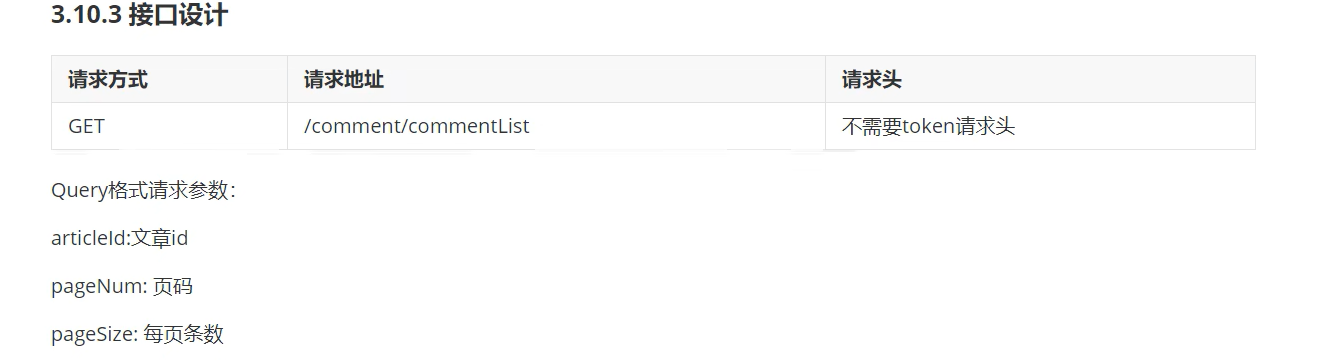 3.10.3 接口设计
请求方式 请求地址 请求头
GET /comment/commentList 不需要token请求头
Query格式请求参数：
articleId:文章id
pageNum: 页码
pageSize: 每页条数